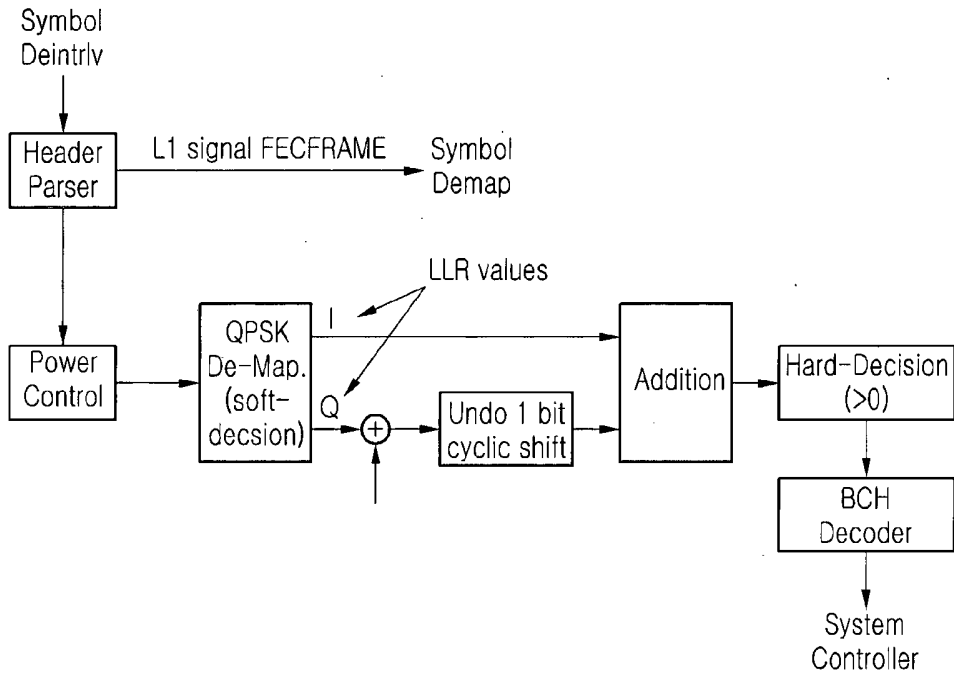 Symbol
Deintrlv
Header
Parser
L1 signal FECFRAME
Symbol
Demap
LLR values
Power
Control
QPSK
De-Map.
(soft-
decsion)
I
Q
+
Undo 1 bit
cyclic shift
Addition
Hard-Decision
(>0)
BCH
Decoder
System
Controller